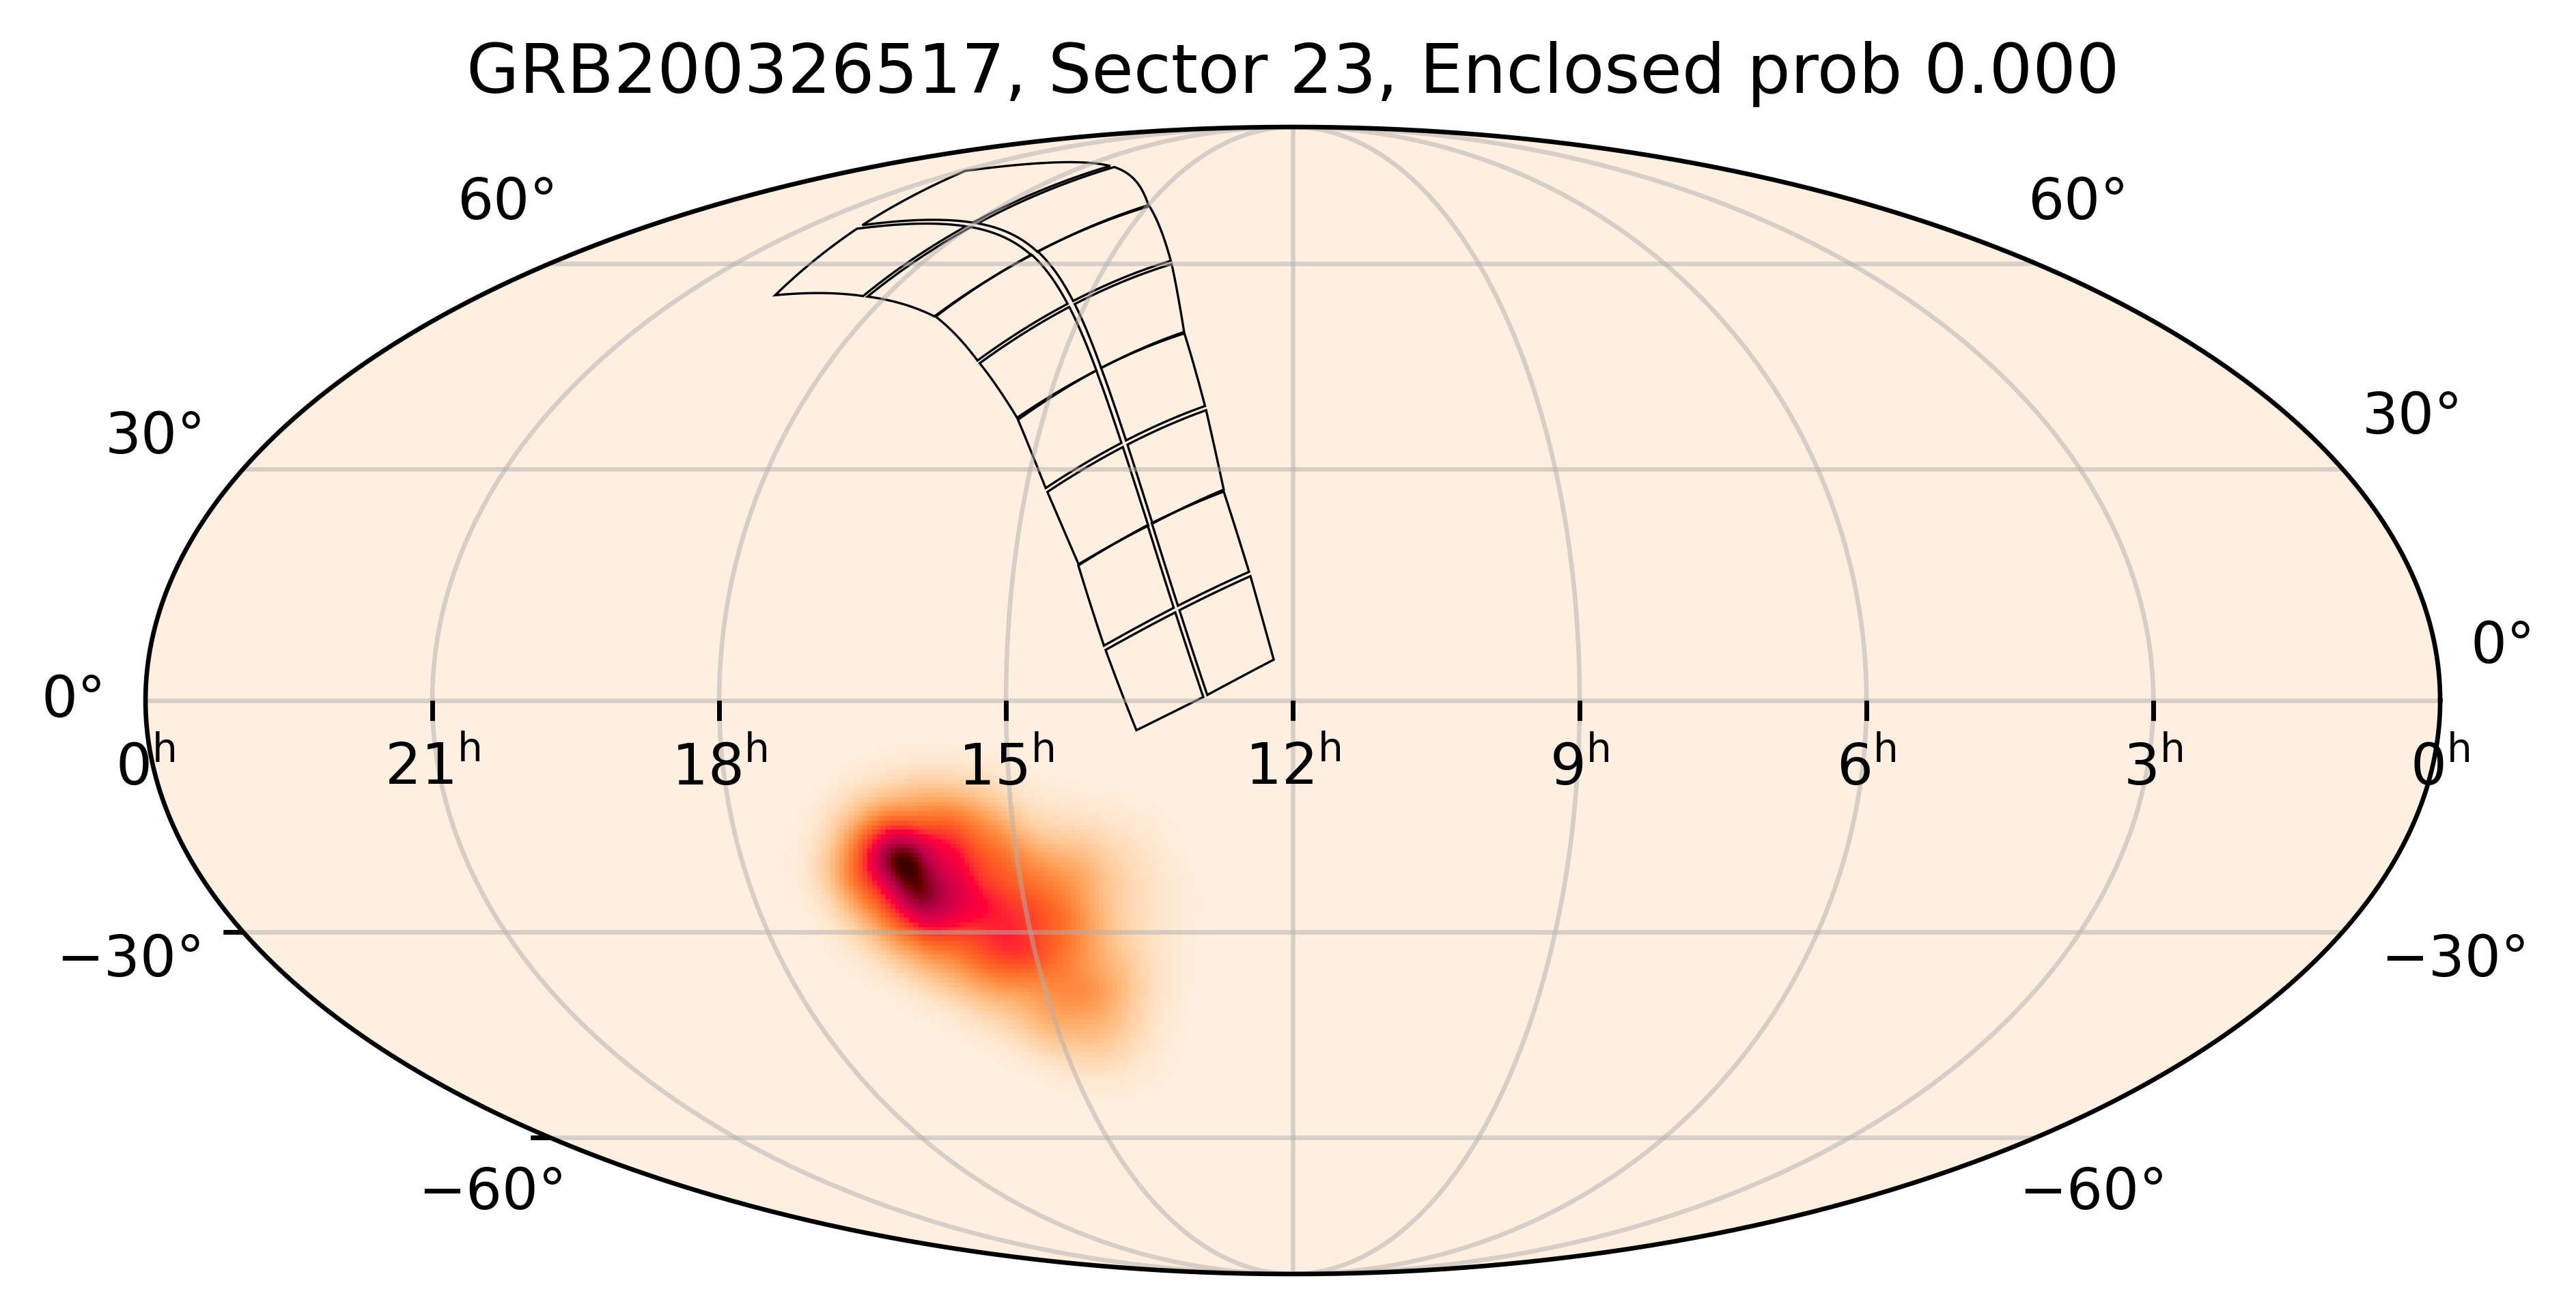 GRB200326517, Sector 23, Enclosed prob 0.000
60° 60°
30° 30°
0° 0°
0h 21h 18h 15h 12h 9h 6h 3h 0h
−30° −30°
−60° −60°